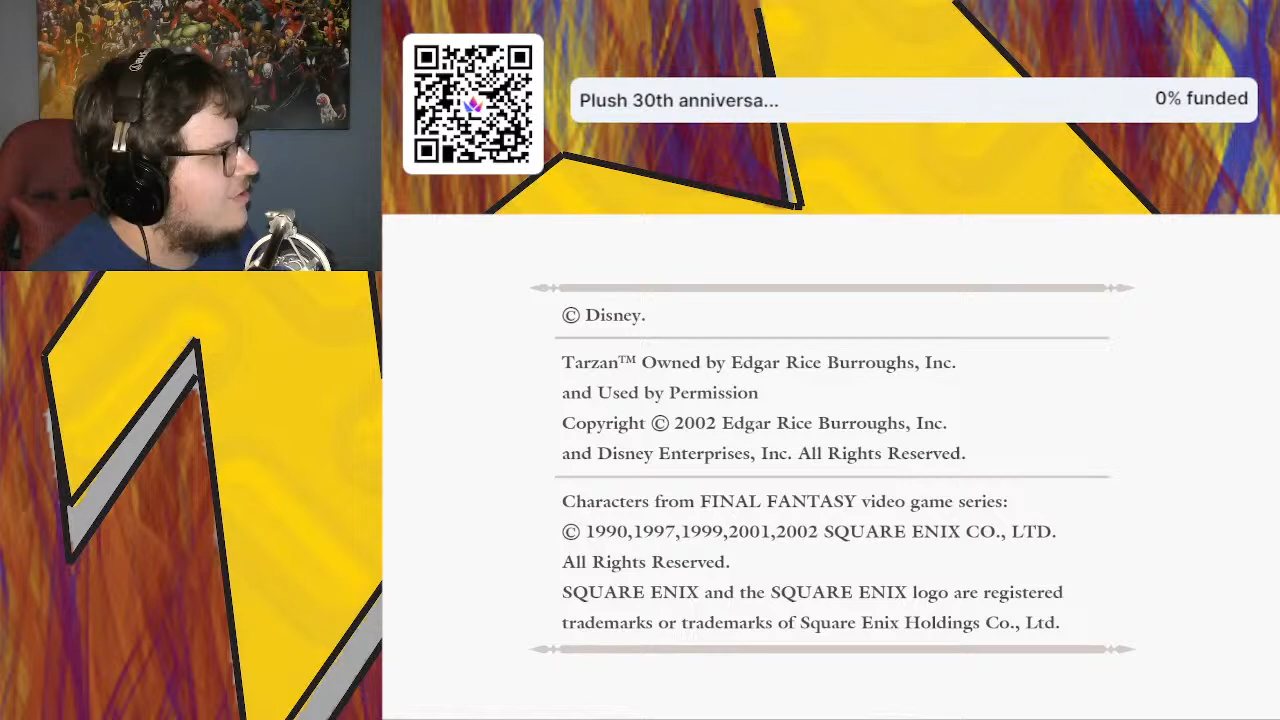 Plush 30th anniversa...
0% funded
© Disney.
Tarzan™ Owned by Edgar Rice Burroughs, Inc.
and Used by Permission
Copyright © 2002 Edgar Rice Burroughs, Inc.
and Disney Enterprises, Inc. All Rights Reserved.
Characters from FINAL FANTASY video game series:
© 1990,1997,1999,2001,2002 SQUARE ENIX CO., LTD.
All Rights Reserved.
SQUARE ENIX and the SQUARE ENIX logo are registered
trademarks or trademarks of Square Enix Holdings Co., Ltd.